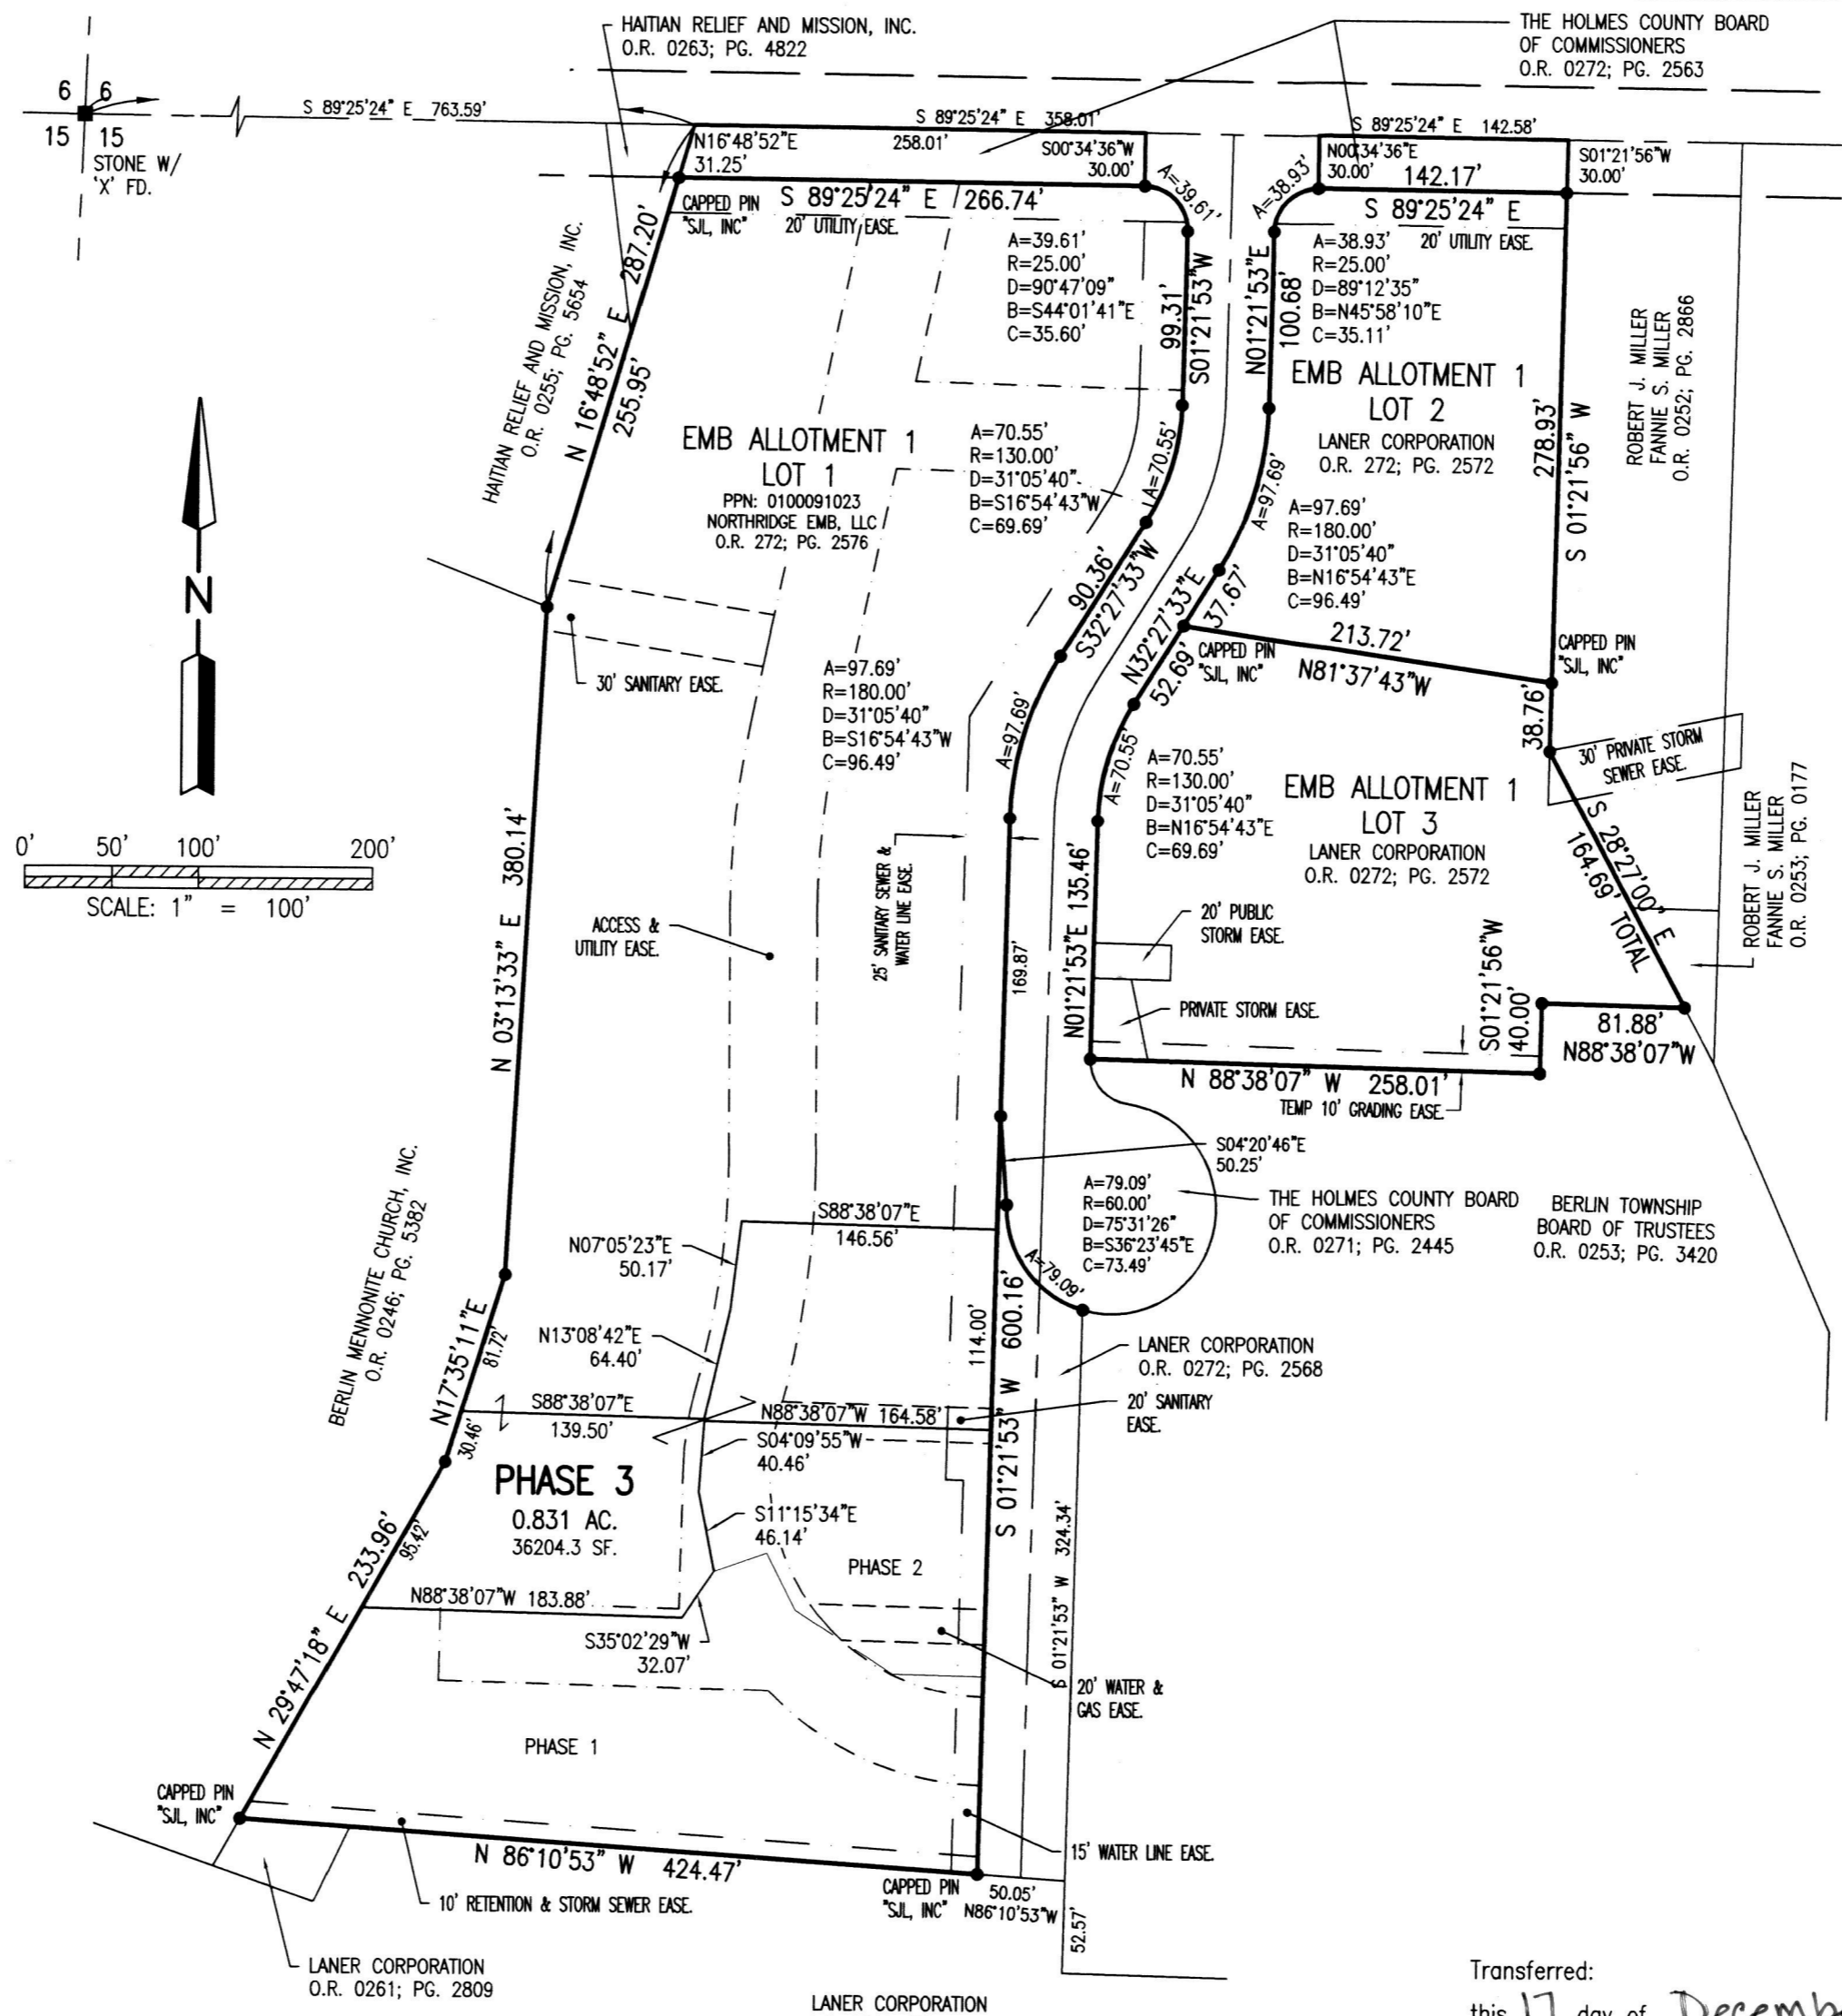 HAITIAN RELIEF AND MISSION, INC.
O.R. 0263; PG. 4822
THE HOLMES COUNTY BOARD
OF COMMISSIONERS
O.R. 0272; PG. 2563
6 6
15 15
STONE W/
'X' FD.
S 89°25'24" E 763.59'
S 89°25'24" E 358.01'
N16°48'52"E
31.25'
258.01'
S00°34'36"W
30.00'
S 89°25'24" E 142.58'
N00°34'36"E
30.00'
S01°21'56"W
30.00'
142.17'
S 89°25'24" E
20' UTILITY EASE.
CAPPED PIN
"SJL, INC"
S 89°25'24" E 266.74'
20' UTILITY EASE.
A=39.61'
A=38.93'
A=39.61'
R=25.00'
D=90°47'09"
B=S44°01'41"E
C=35.60'
99.31'
S01°21'53"W
N01°21'53"E
100.68'
A=38.93'
R=25.00'
D=89°12'35"
B=N45°58'10"E
C=35.11'
HAITIAN RELIEF AND MISSION, INC.
O.R. 0255; PG. 5654
N 16°48'52" E 287.20'
255.95'
EMB ALLOTMENT 1
LOT 1
PPN: 0100091023
NORTHRIDGE EMB, LLC
O.R. 272; PG. 2576
A=70.55'
R=130.00'
D=31°05'40"
B=S16°54'43"W
C=69.69'
A=70.55'
A=97.69'
EMB ALLOTMENT 1
LOT 2
LANER CORPORATION
O.R. 272; PG. 2572
A=97.69'
R=180.00'
D=31°05'40"
B=N16°54'43"E
C=96.49'
278.93'
S 01°21'56" W
ROBERT J. MILLER
FANNIE S. MILLER
O.R. 0252; PG. 2866
N
90.36'
S32°27'33"W
N32°27'33"E
37.67'
52.69'
CAPPED PIN
"SJL, INC"
213.72'
N81°37'43"W
CAPPED PIN
"SJL, INC"
38.76'
30' PRIVATE STORM
SEWER EASE.
30' SANITARY EASE.
A=97.69'
R=180.00'
D=31°05'40"
B=S16°54'43"W
C=96.49'
A=97.69'
A=70.55'
A=70.55'
R=130.00'
D=31°05'40"
B=N16°54'43"E
C=69.69'
EMB ALLOTMENT 1
LOT 3
LANER CORPORATION
O.R. 0272; PG. 2572
S 28°27'00" E
164.69' TOTAL
ROBERT J. MILLER
FANNIE S. MILLER
O.R. 0253; PG. 0177
0' 50' 100' 200'
SCALE: 1" = 100'
N 03°13'33" E 380.14'
ACCESS &
UTILITY EASE.
25' SANITARY SEWER &
WATER LINE EASE.
169.87'
N01°21'53"E 135.46'
20' PUBLIC
STORM EASE.
PRIVATE STORM EASE.
S01°21'56"W
40.00'
81.88'
N88°38'07"W
N 88°38'07" W 258.01'
TEMP 10' GRADING EASE.
S04°20'46"E
50.25'
A=79.09'
R=60.00'
D=75°31'26"
B=S36°23'45"E
C=73.49'
A=79.09'
THE HOLMES COUNTY BOARD
OF COMMISSIONERS
O.R. 0271; PG. 2445
BERLIN TOWNSHIP
BOARD OF TRUSTEES
O.R. 0253; PG. 3420
BERLIN MENNONITE CHURCH, INC.
O.R. 0246; PG. 5382
S88°38'07"E
146.56'
N07°05'23"E
50.17'
N13°08'42"E
64.40'
N17°35'11"E
81.72'
30.46'
114.00'
S 01°21'53" W 600.16'
LANER CORPORATION
O.R. 0272; PG. 2568
20' SANITARY
EASE.
S88°38'07"E
139.50'
N88°38'07"W 164.58'
S04°09'55"W
40.46'
PHASE 3
0.831 AC.
36204.3 SF.
S11°15'34"E
46.14'
PHASE 2
N 29°47'18" E 233.96'
95.42'
N88°38'07"W 183.88'
S35°02'29"W
32.07'
S 01°21'53" W 324.34'
20' WATER &
GAS EASE.
PHASE 1
CAPPED PIN
"SJL, INC"
N 86°10'53" W 424.47'
15' WATER LINE EASE.
10' RETENTION & STORM SEWER EASE.
CAPPED PIN
"SJL, INC"
50.05'
N86°10'53"W
52.57'
LANER CORPORATION
O.R. 0261; PG. 2809
LANER CORPORATION
Transferred:
this 17 day of Decemb